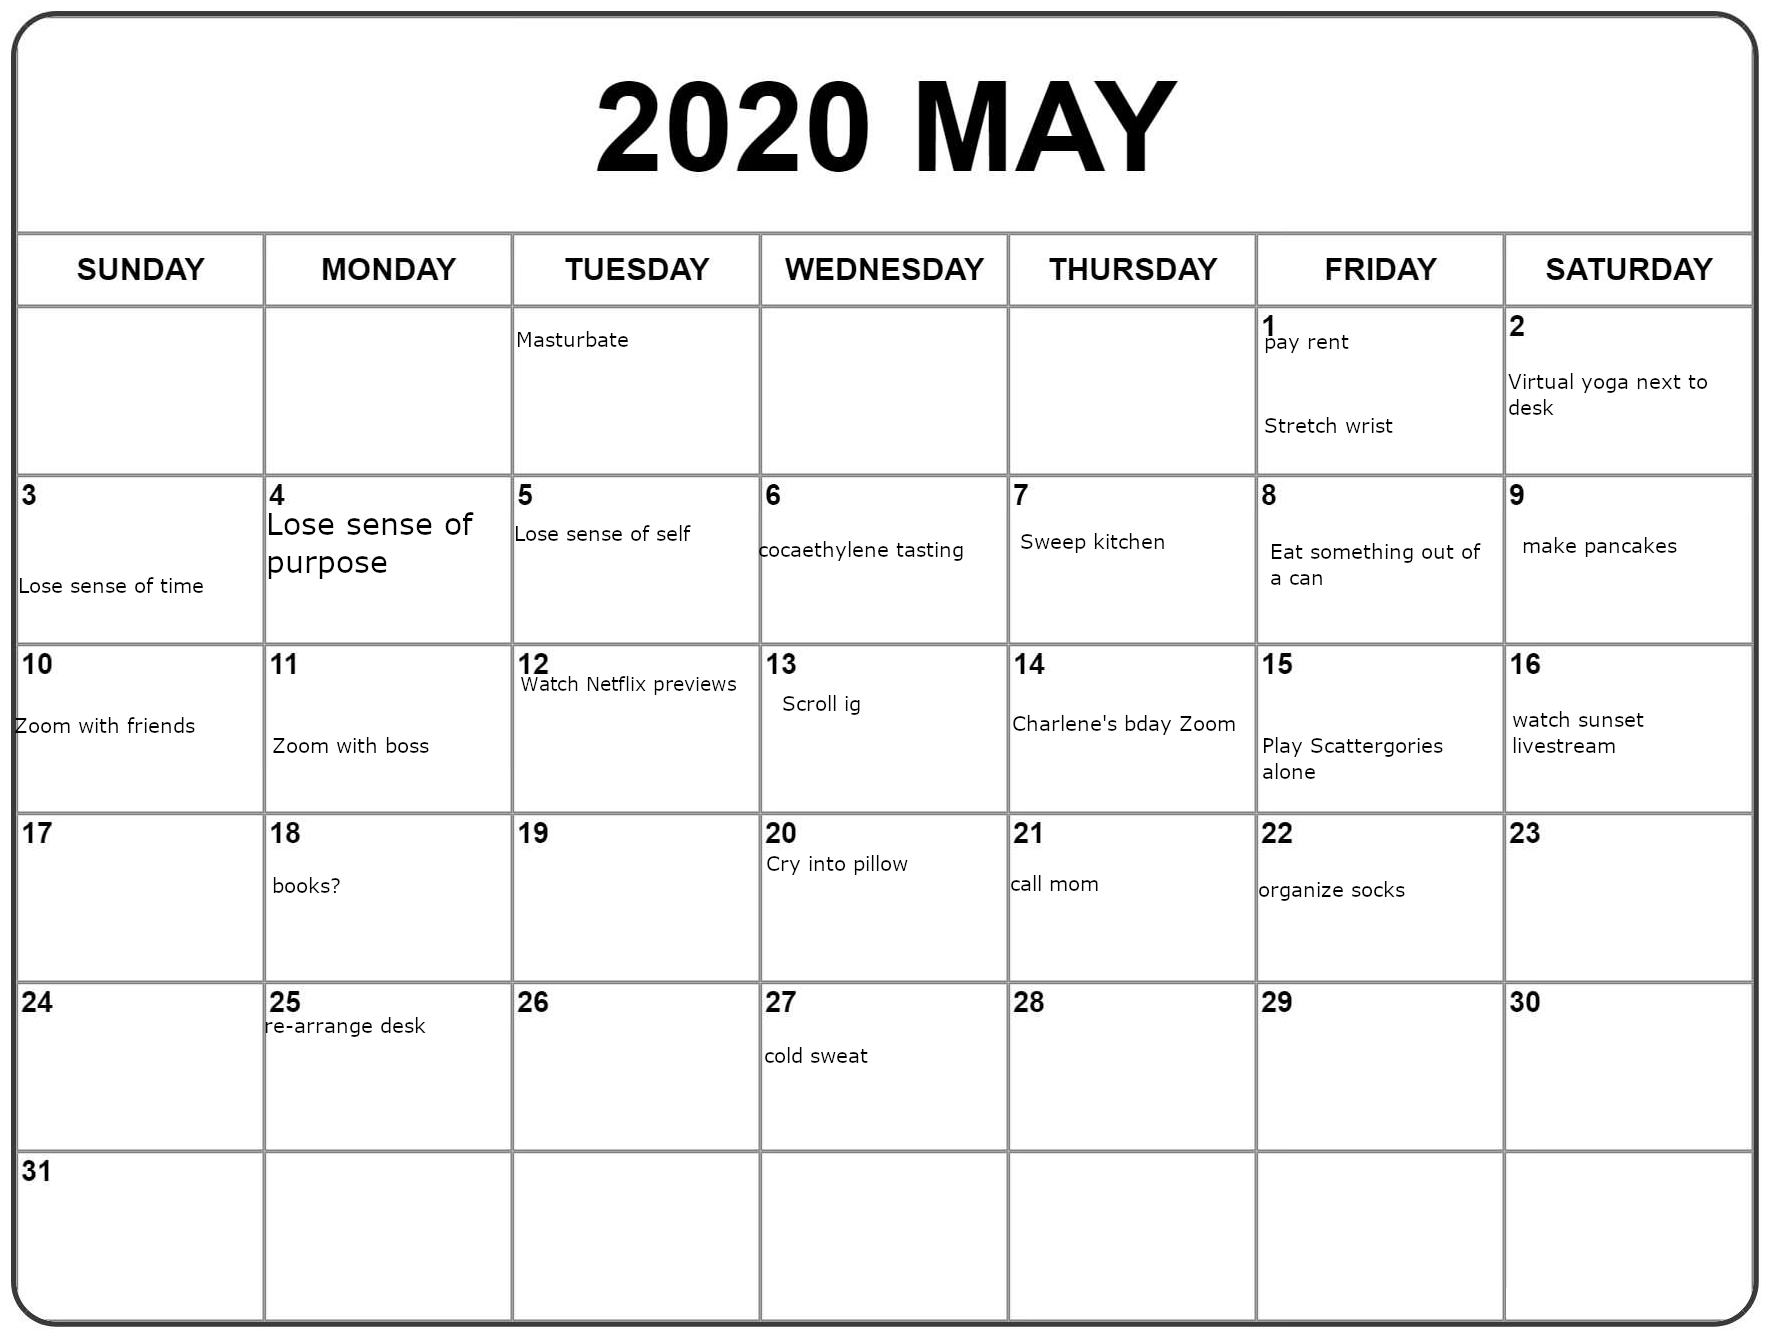 2020 MAY
SUNDAY MONDAY TUESDAY WEDNESDAY THURSDAY FRIDAY SATURDAY
Masturbate
1
pay rent
Stretch wrist
2
Virtual yoga next to
desk
3
Lose sense of time
4
Lose sense of
purpose
5
Lose sense of self
6
cocaethylene tasting
7
Sweep kitchen
8
Eat something out of
a can
9
make pancakes
10
Zoom with friends
11
Zoom with boss
12
Watch Netflix previews
13
Scroll ig
14
Charlene's bday Zoom
15
Play Scattergories
alone
16
watch sunset
livestream
17
18
books?
19
20
Cry into pillow
21
call mom
22
organize socks
23
24
25
re-arrange desk
26
27
cold sweat
28
29
30
31